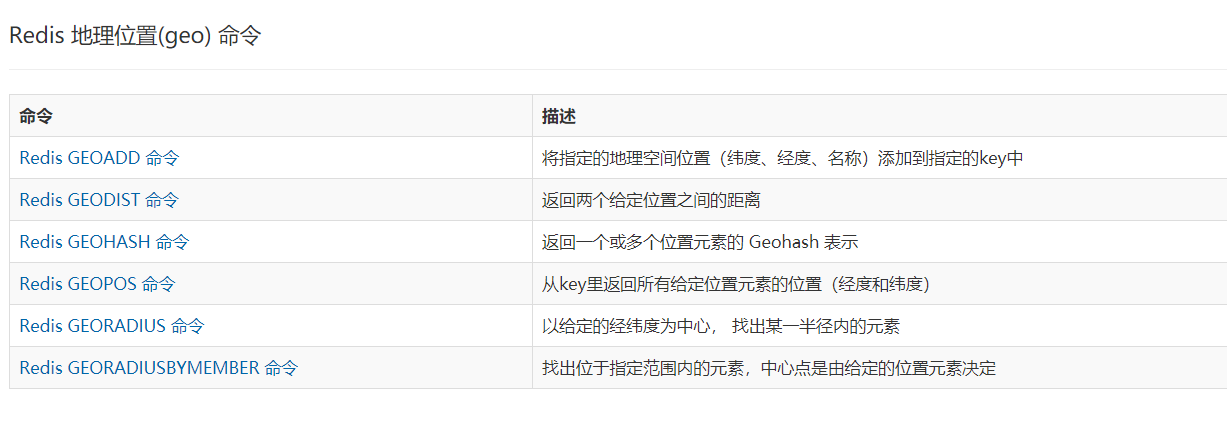 Redis 地理位置(geo) 命令
命令 描述
Redis GEOADD 命令 将指定的地理空间位置（纬度、经度、名称）添加到指定的key中
Redis GEODIST 命令 返回两个给定位置之间的距离
Redis GEOHASH 命令 返回一个或多个位置元素的 Geohash 表示
Redis GEOPOS 命令 从key里返回所有给定位置元素的位置（经度和纬度）
Redis GEORADIUS 命令 以给定的经纬度为中心， 找出某一半径内的元素
Redis GEORADIUSBYMEMBER 命令 找出位于指定范围内的元素，中心点是由给定的位置元素决定